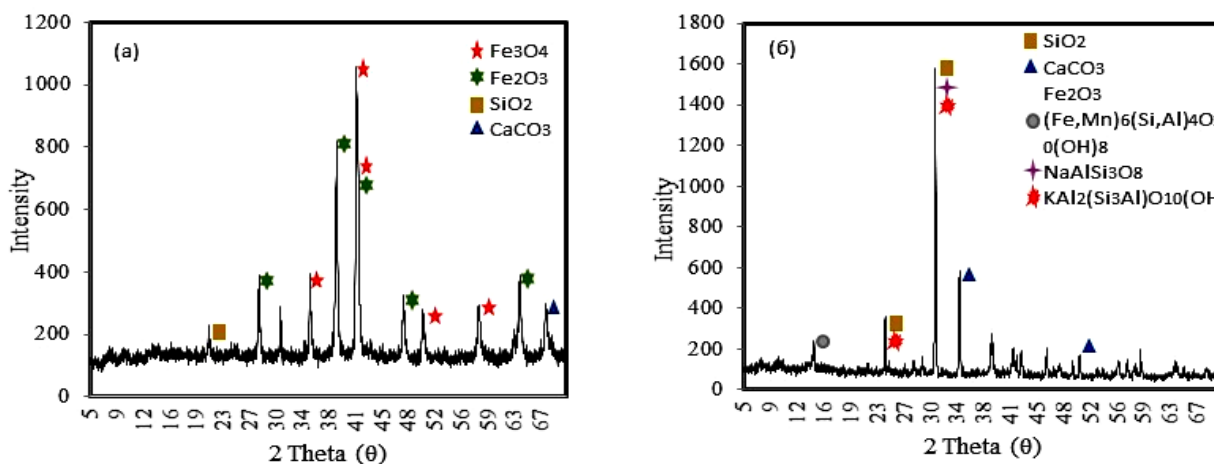 1200
1000
800
600
400
200
0
Intensity
(а)
Fe3O4
Fe2O3
SiO2
CaCO3
5 9 12 16 20 23 27 30 34 38 41 45 48 52 56 59 63 67
2 Theta (θ)
1800
1600
1400
1200
1000
800
600
400
200
0
Intensity
(б)
SiO2
CaCO3
Fe2O3
(Fe,Mn)6(Si,Al)4O
0(OH)8
NaAlSi3O8
KAl2(Si3Al)O10(OH
5 9 12 16 20 23 27 30 34 38 41 45 49 52 56 59 63 67
2 Theta (θ)